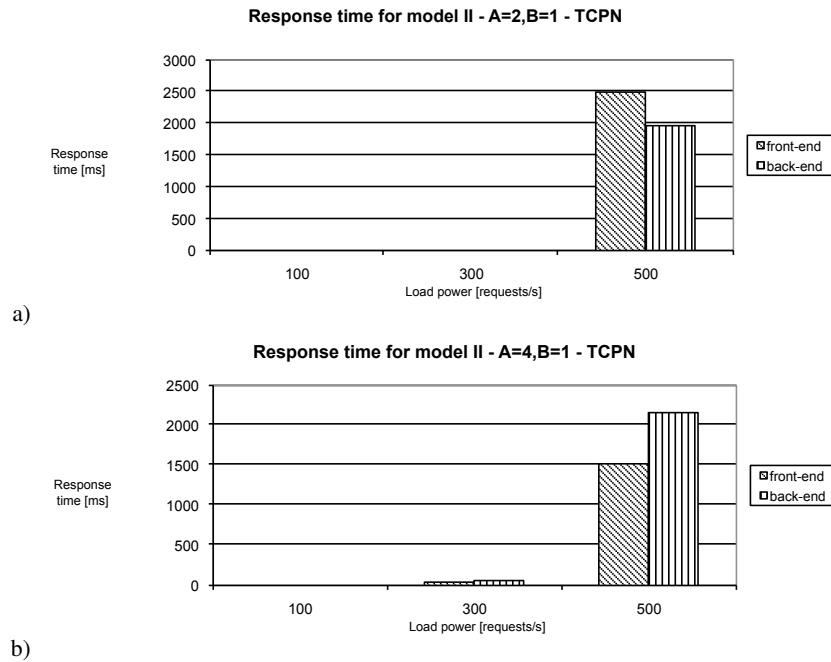 Response time for model II - A=2,B=1 - TCPN
3000
2500
2000
1500
1000
500
0
Response
time [ms]
100 300 500
Load power [requests/s]
front-end
back-end
a)
Response time for model II - A=4,B=1 - TCPN
2500
2000
1500
1000
500
0
Response
time [ms]
100 300 500
Load power [requests/s]
front-end
back-end
b)